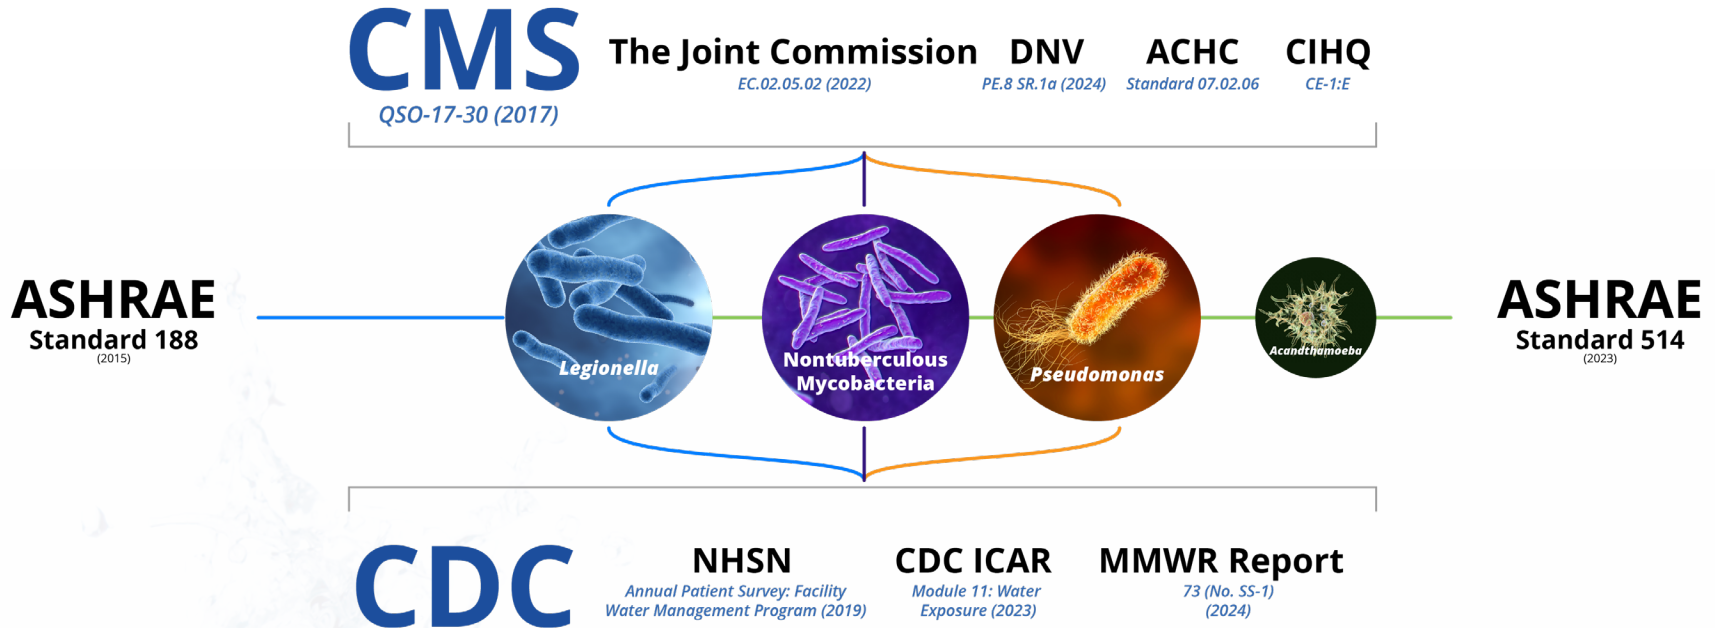 CMS
QSO-17-30 (2017)
The Joint Commission
EC.02.05.02 (2022)
DNV
PE.8 SR.1a (2024)
ACHC
Standard 07.02.06
CIHQ
CE-1:E
ASHRAE
Standard 188
(2015)
Legionella
Nontuberculous
Mycobacteria
Pseudomonas
Acandthamoeba
ASHRAE
Standard 514
(2023)
CDC
NHSN
Annual Patient Survey: Facility
Water Management Program (2019)
CDC ICAR
Module 11: Water
Exposure (2023)
MMWR Report
73 (No. SS-1)
(2024)